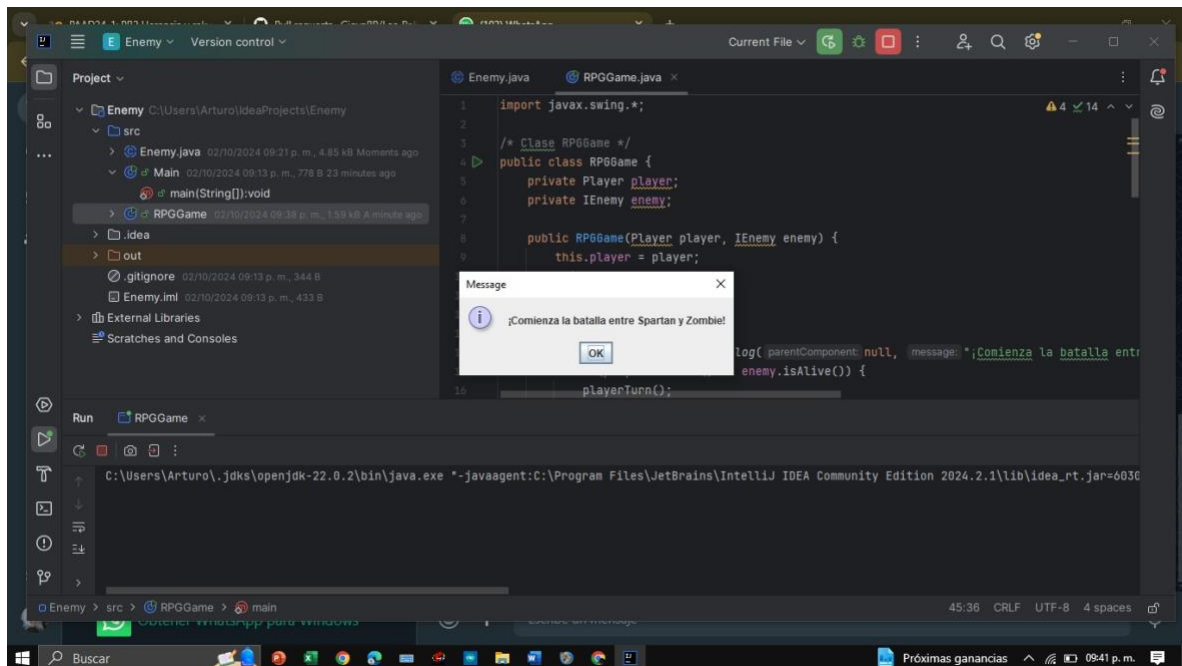 Enemy
Version control
Current File
Project
Enemy.java
RPGGame.java
Enemy C:\Users\Arturo\IdeaProjects\Enemy
src
Enemy.java 02/10/2024 09:21 p. m., 4.85 kB Moments ago
Main 02/10/2024 09:13 p. m., 778 B 23 minutes ago
main(String[]):void
RPGGame 02/10/2024 09:38 p. m., 1.59 kB A minute ago
.idea
out
.gitignore 02/10/2024 09:13 p. m., 344 B
Enemy.iml 02/10/2024 09:13 p. m., 433 B
External Libraries
Scratches and Consoles
1 import javax.swing.*;
2
3 /* Clase RPGGame */
4 public class RPGGame {
5 private Player player;
6 private IEnemy enemy;
7
8 public RPGGame(Player player, IEnemy enemy) {
9 this.player = player;
4 14
Message
¡Comienza la batalla entre Spartan y Zombie!
OK
log( parentComponent: null, message: "¡Comienza la batalla entr
enemy.isAlive()) {
16 playerTurn();
Run
RPGGame
C:\Users\Arturo\.jdks\openjdk-22.0.2\bin\java.exe "-javaagent:C:\Program Files\JetBrains\IntelliJ IDEA Community Edition 2024.2.1\lib\idea_rt.jar=6030
Enemy > src > RPGGame > main
45:36 CRLF UTF-8 4 spaces
Obtener WhatsApp para Windows
Buscar
Próximas ganancias
09:41 p. m.